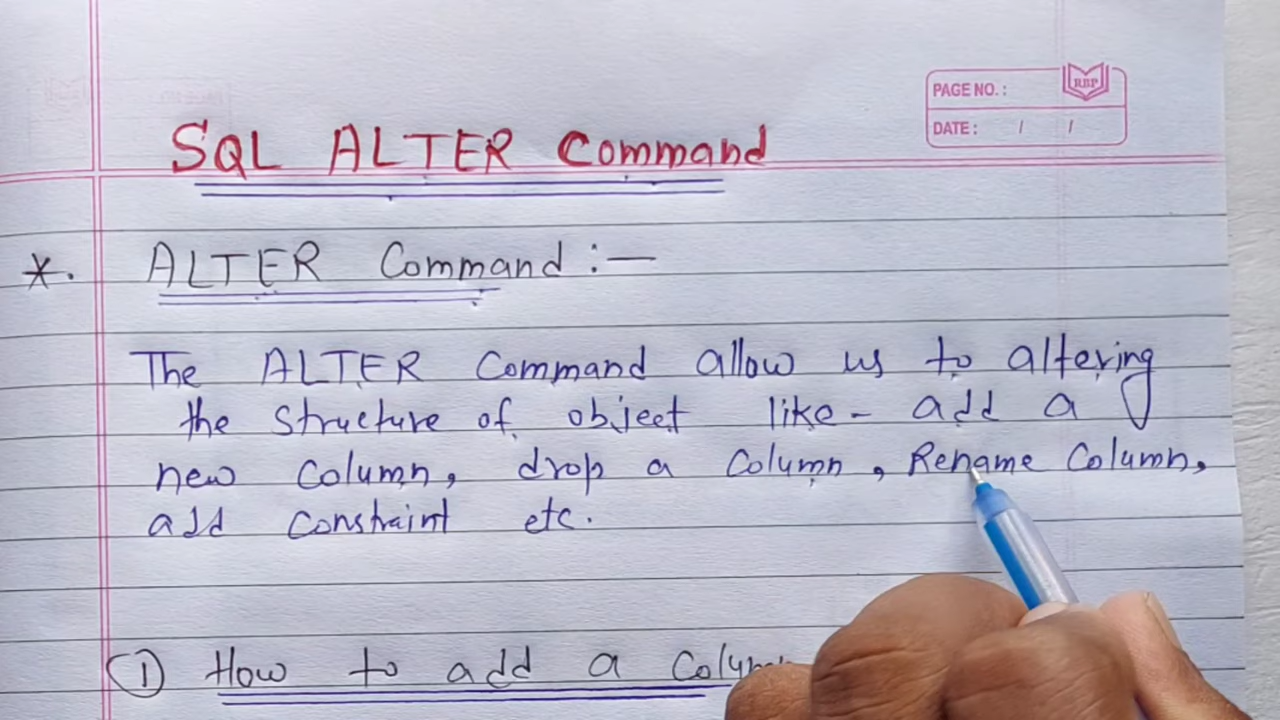 PAGE NO. :
RBP
DATE : / /
SQL ALTER Command
*. ALTER Command :—
The ALTER Command allow us to altering
the structure of object like - add a
new column, drop a column, Rename Column,
add constraint etc.
1) How to add a